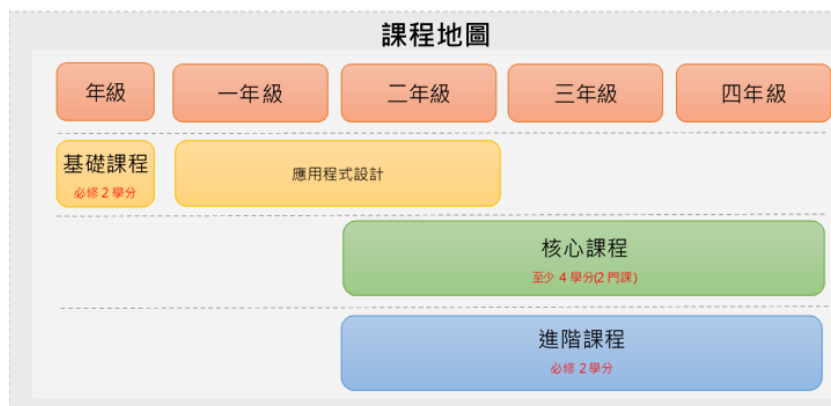 課程地圖
年級 一年級 二年級 三年級 四年級
基礎課程
必修 2 學分
應用程式設計
核心課程
至少 4 學分(2 門課)
進階課程
必修 2 學分